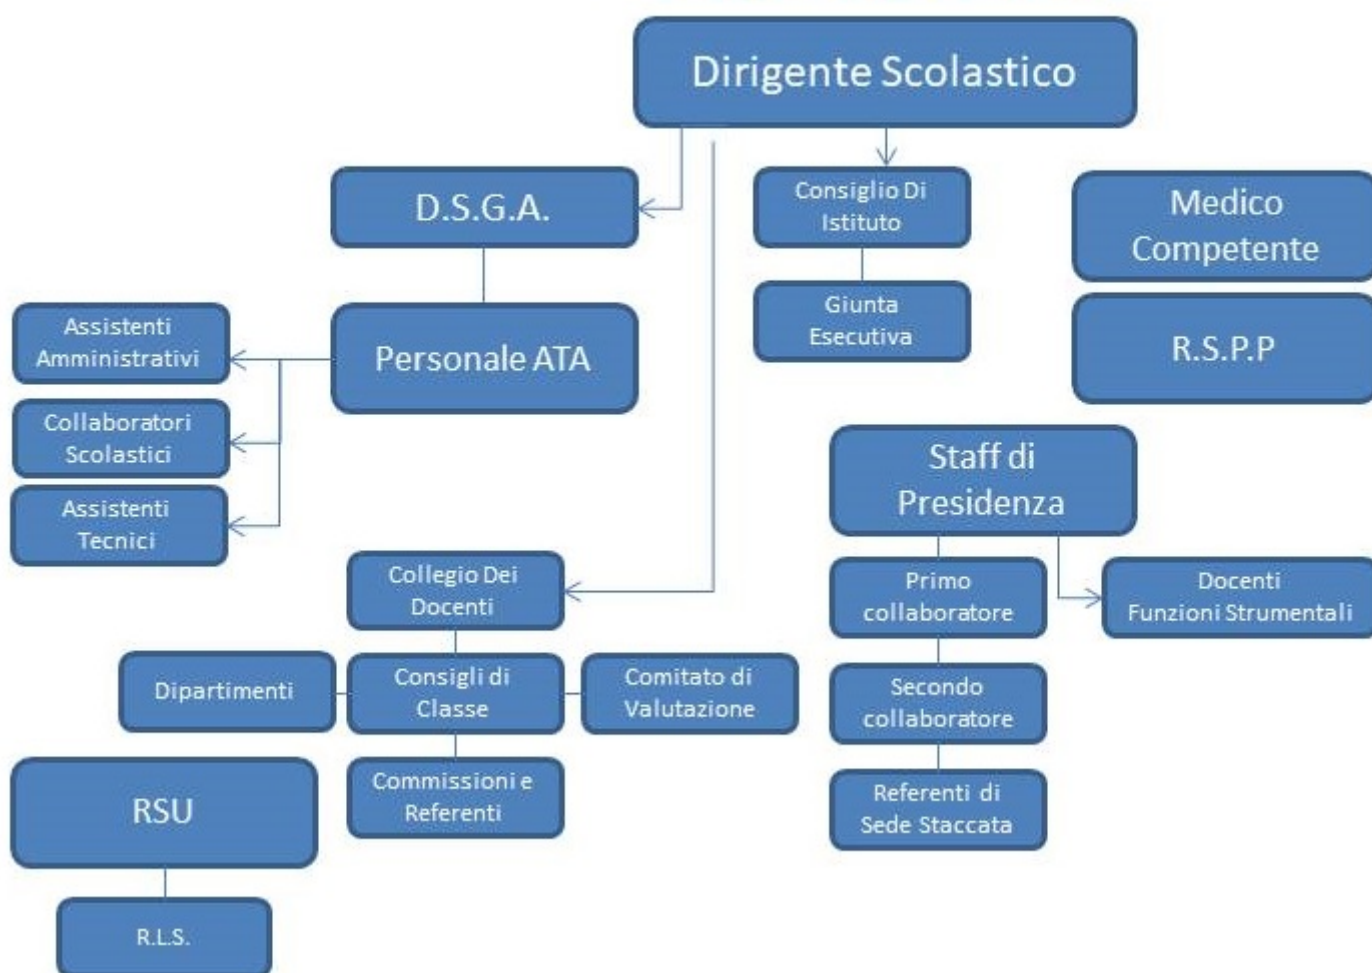 Dirigente Scolastico
D.S.G.A.
Consiglio Di
Istituto
Medico
Competente
Giunta
Esecutiva
R.S.P.P
Assistenti
Amministrativi
Personale ATA
Collaboratori
Scolastici
Assistenti
Tecnici
Staff di
Presidenza
Collegio Dei
Docenti
Primo
collaboratore
Docenti
Funzioni Strumentali
Dipartimenti
Consigli di
Classe
Comitato di
Valutazione
Secondo
collaboratore
RSU
Commissioni e
Referenti
Referenti di
Sede Staccata
R.L.S.